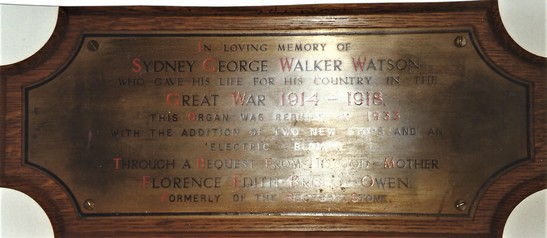 IN LOVING MEMORY OF
SYDNEY GEORGE WALKER WATSON
WHO GAVE HIS LIFE FOR HIS COUNTRY IN THE
GREAT WAR 1914-1918.
THIS ORGAN WAS REBUILT IN 1933
WITH THE ADDITION OF TWO NEW STOPS AND AN
ELECTRIC BLOWER
THROUGH A BEQUEST FROM HIS GOD-MOTHER
FLORENCE EDITH OWEN
FORMERLY OF THE